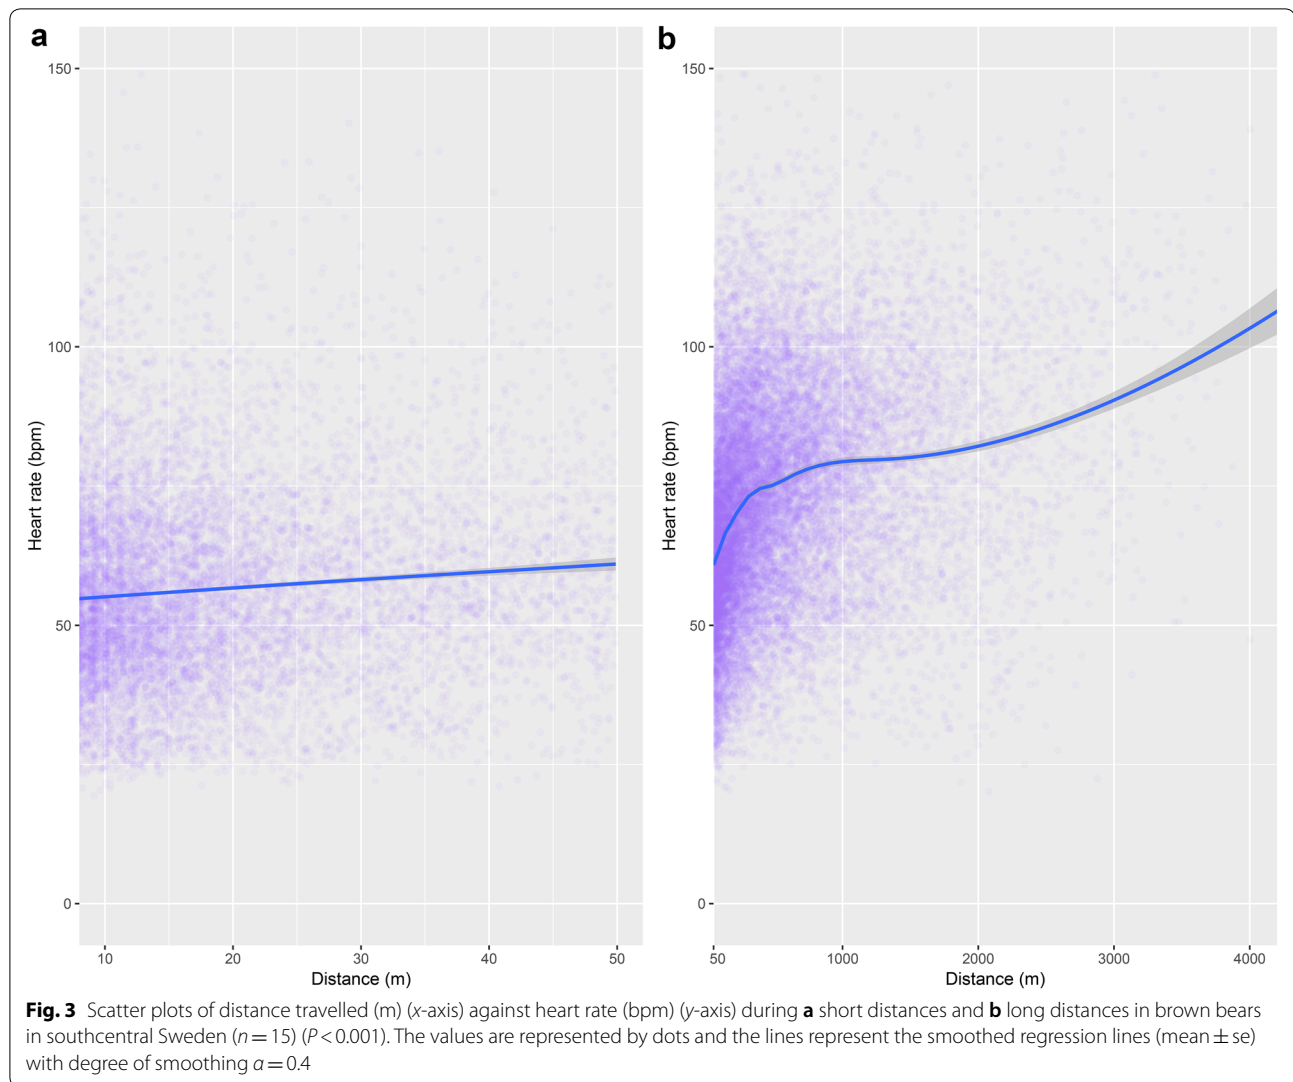 a
150
100
50
0
Heart rate (bpm)
10 20 30 40 50
Distance (m)
b
150
100
50
0
Heart rate (bpm)
50 1000 2000 3000 4000
Distance (m)
Fig. 3 Scatter plots of distance travelled (m) (x-axis) against heart rate (bpm) (y-axis) during a short distances and b long distances in brown bears
in southcentral Sweden (n = 15) (P < 0.001). The values are represented by dots and the lines represent the smoothed regression lines (mean ± se)
with degree of smoothing α = 0.4